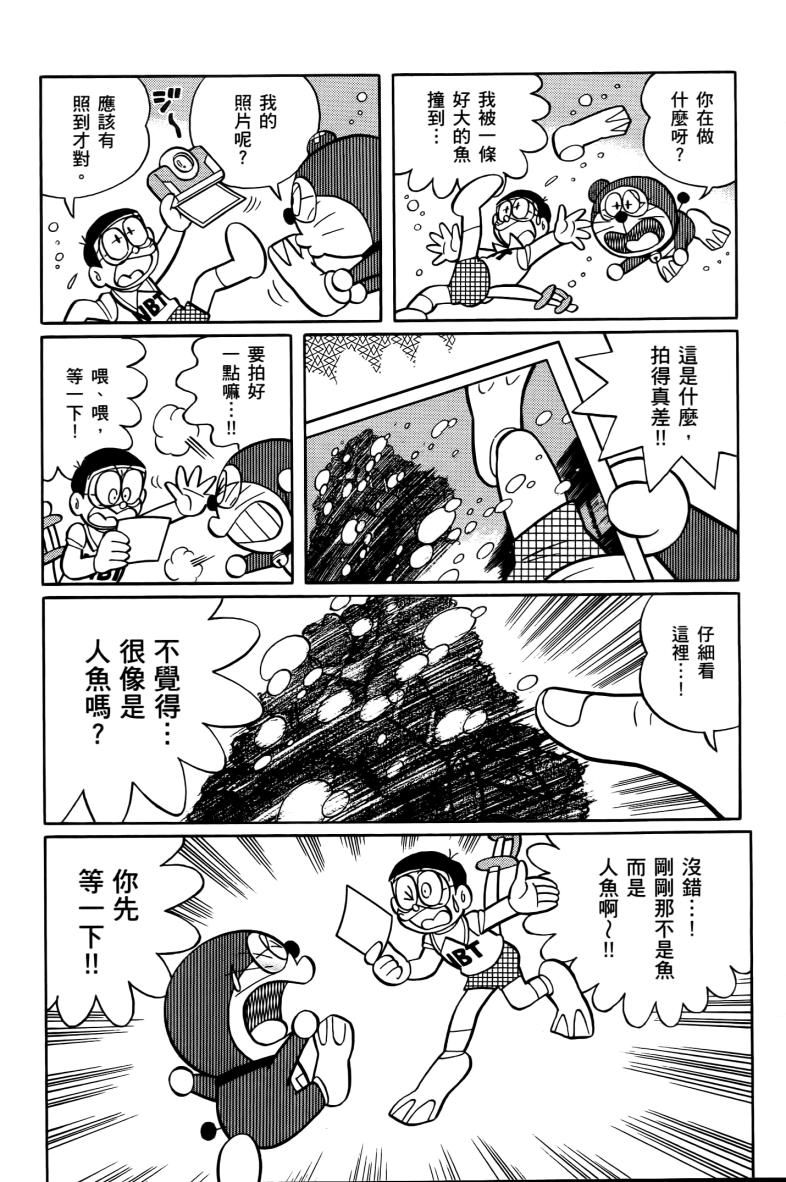 你在做
什麼呀？
我被一條
好大的魚
撞到…
我的
照片呢？
ジ～
應該有
照到才對。
NBT
這是什麼，
拍得真差!!
要拍好
一點嘛…!!
喂、喂，
等一下！
仔細看
這裡…！
不覺得…
很像是
人魚嗎？
沒錯…！
剛剛那不是魚
而是
人魚啊～!!
NBT
你先
等一下!!